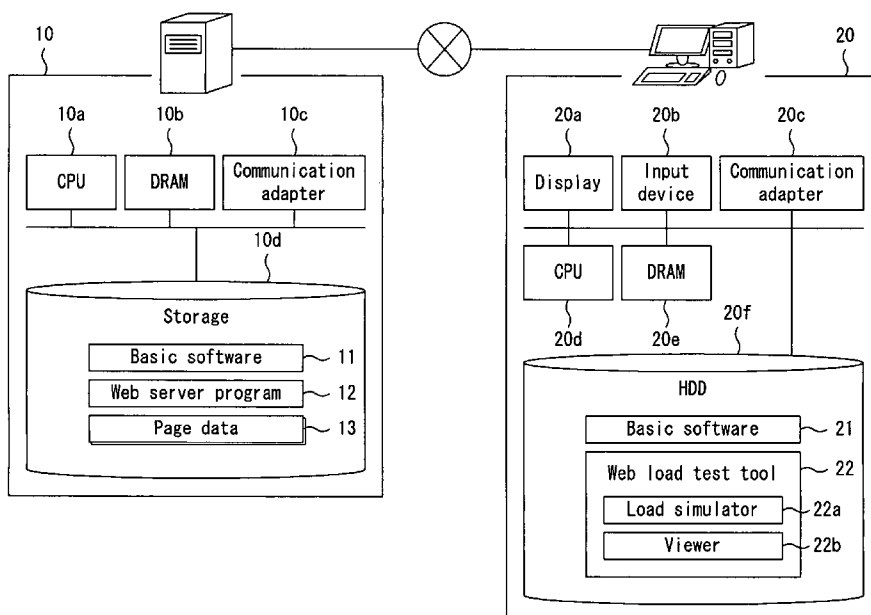 10
20
10a
10b
10c
CPU
DRAM
Communication
adapter
10d
Storage
Basic software
11
Web server program
12
Page data
13
20a
20b
20c
Display
Input
device
Communication
adapter
CPU
DRAM
20d
20e
20f
HDD
Basic software
21
Web load test tool
22
Load simulator
22a
Viewer
22b